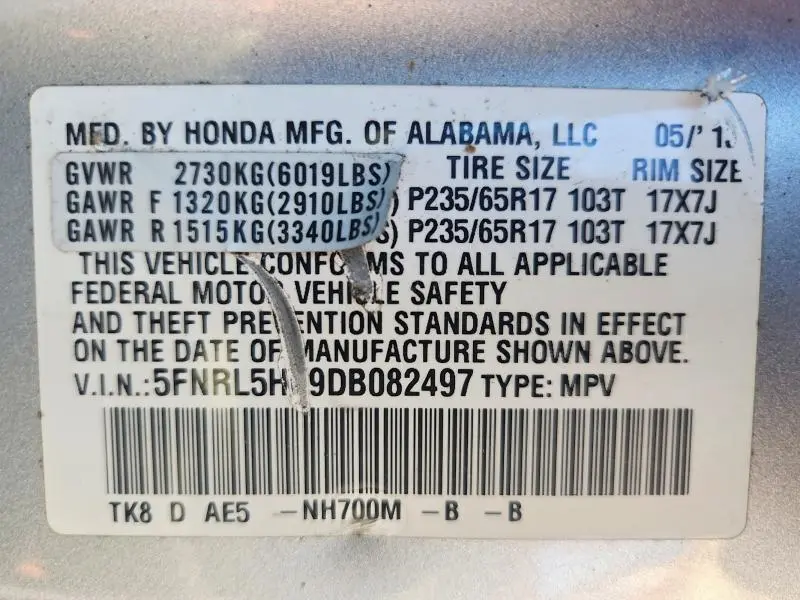 MFD. BY HONDA MFG. OF ALABAMA, LLC 05/'13
GVWR 2730KG(6019LBS) TIRE SIZE RIM SIZE
GAWR F 1320KG(2910LBS) P235/65R17 103T 17X7J
GAWR R 1515KG(3340LBS) P235/65R17 103T 17X7J
THIS VEHICLE CONFORMS TO ALL APPLICABLE
FEDERAL MOTOR VEHICLE SAFETY
AND THEFT PREVENTION STANDARDS IN EFFECT
ON THE DATE OF MANUFACTURE SHOWN ABOVE.
V.I.N.: TYPE: MPV
TK8 D AE5 -NH700M -B -B